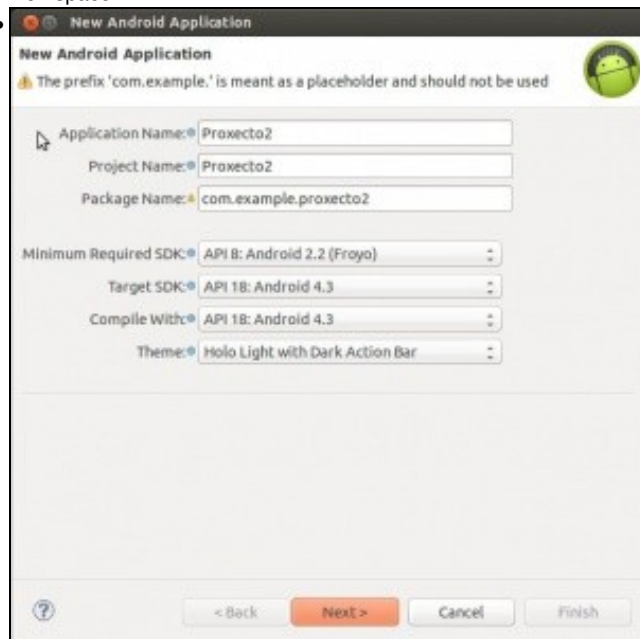 New Android Application
New Android Application
The prefix 'com.example.' is meant as a placeholder and should not be used
Application Name: Proxecto2
Project Name: Proxecto2
Package Name: com.example.proxecto2
Minimum Required SDK: API 8: Android 2.2 (Froyo)
Target SDK: API 18: Android 4.3
Compile With: API 18: Android 4.3
Theme: Holo Light with Dark Action Bar
? < Back Next > Cancel Finish